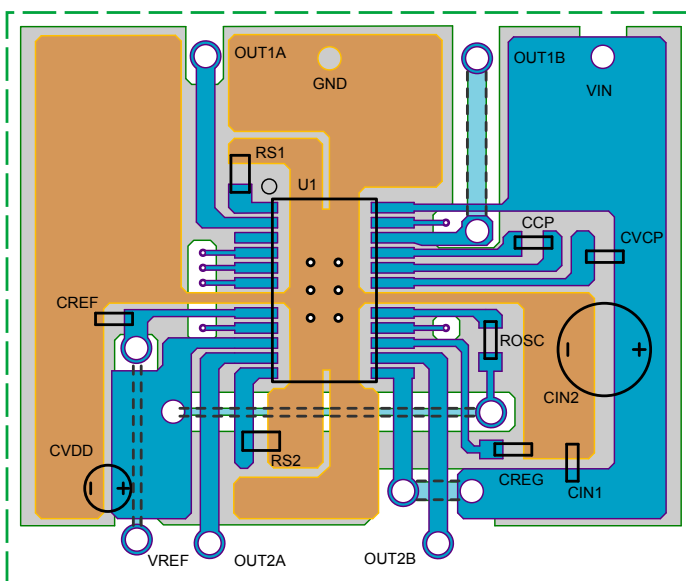 OUT1A
OUT1B
GND
VIN
RS1
U1
CCP
CVCP
CREF
ROSC
CIN2
CVDD
RS2
CREG
CIN1
VREF
OUT2A
OUT2B